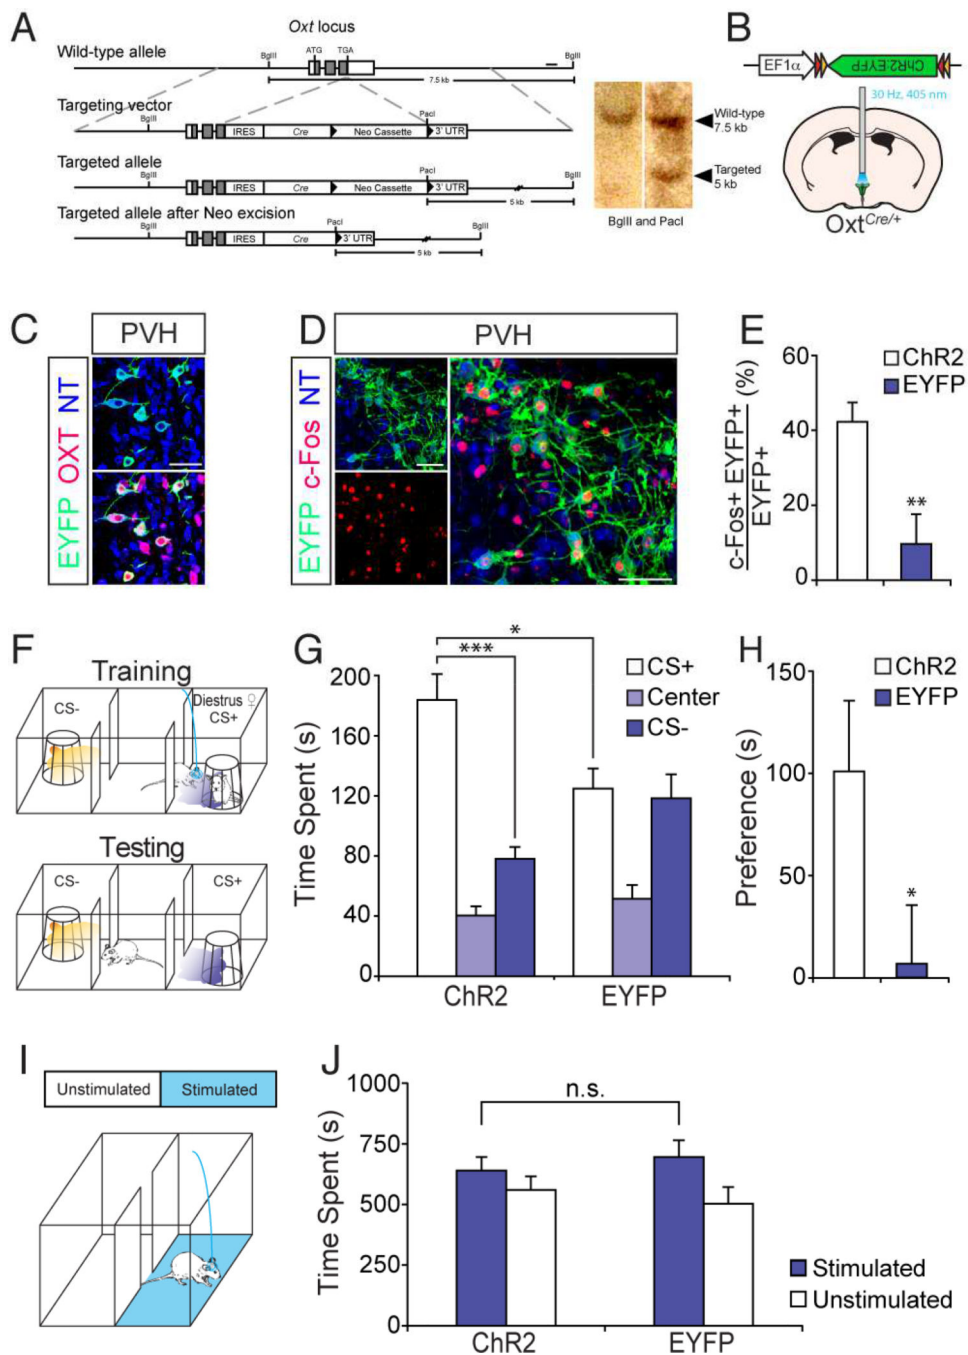 A
Oxt locus
Wild-type allele
BglII
ATG
TGA
BglII
7.5 kb
Targeting vector
BglII
PacI
IRES
Cre
Neo Cassette
3' UTR
Targeted allele
BglII
PacI
BglII
IRES
Cre
Neo Cassette
3' UTR
5 kb
Targeted allele after Neo excision
BglII
PacI
BglII
IRES
Cre
3' UTR
5 kb
Wild-type
7.5 kb
Targeted
5 kb
BglII and PacI
B
EF1α
ChR2:EYFP
30 Hz, 405 nm
OxtCre/+
C
PVH
EYFP OXT NT
D
PVH
EYFP c-Fos NT
E
c-Fos+ EYFP+
EYFP+
(%)
60
40
20
0
ChR2
EYFP
**
F
Training
CS-
Diestrus ♀
CS+
Testing
CS-
CS+
G
Time Spent (s)
200
160
120
80
40
0
*
***
CS+
Center
CS-
ChR2
EYFP
H
Preference (s)
150
100
50
0
ChR2
EYFP
*
I
Unstimulated
Stimulated
J
Time Spent (s)
1000
750
500
250
0
n.s.
ChR2
EYFP
Stimulated
Unstimulated